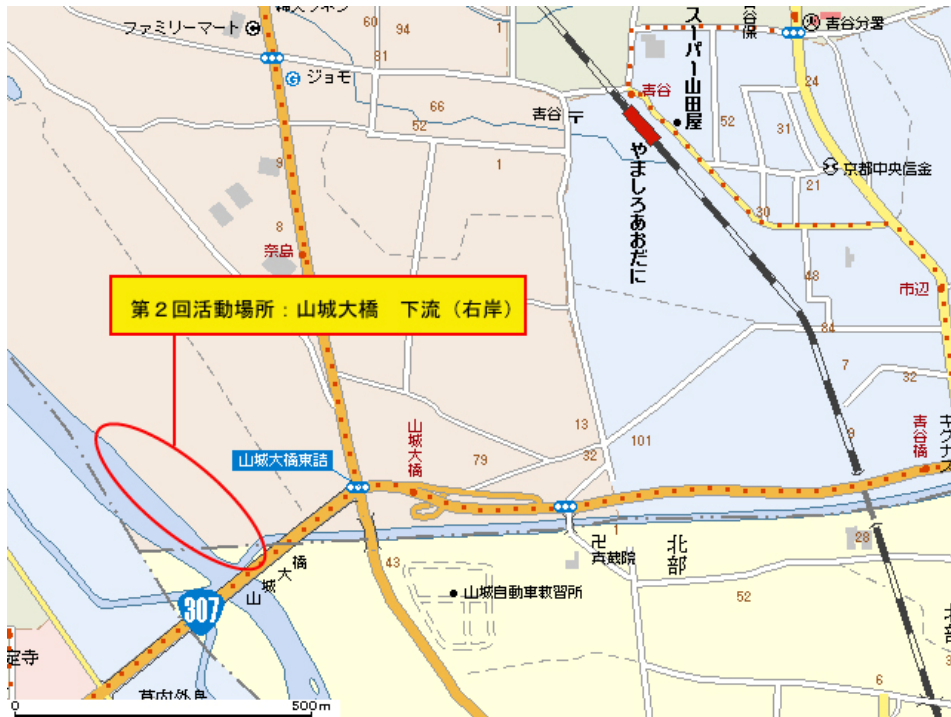 ファミリーマート
60
94
1
81
ジョモ
66
52
青谷
〒
青谷
スーパー山田屋
52
31
24
青谷分署
京都中央信金
21
30
やましろあおだに
1
9
8
奈島
48
市辺
84
7
32
第２回活動場所：山城大橋　下流（右岸）
山城大橋東詰
山城大橋
79
13
32
101
9
青谷橋
43
卍
真蔵院
1
北部
28
山城自動車教習所
52
山城大橋
307
定寺
6
0
500m